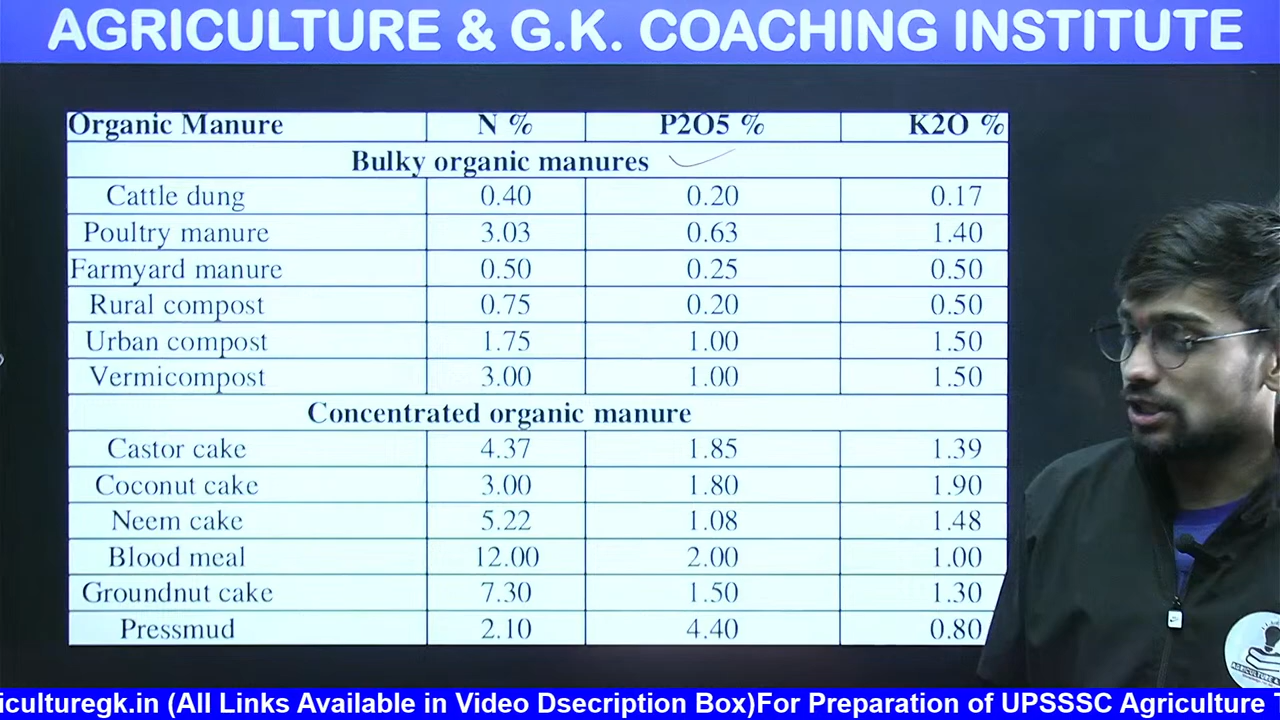 AGRICULTURE & G.K. COACHING INSTITUTE
Organic Manure N % P2O5 % K2O %
Bulky organic manures
Cattle dung 0.40 0.20 0.17
Poultry manure 3.03 0.63 1.40
Farmyard manure 0.50 0.25 0.50
Rural compost 0.75 0.20 0.50
Urban compost 1.75 1.00 1.50
Vermicompost 3.00 1.00 1.50
Concentrated organic manure
Castor cake 4.37 1.85 1.39
Coconut cake 3.00 1.80 1.90
Neem cake 5.22 1.08 1.48
Blood meal 12.00 2.00 1.00
Groundnut cake 7.30 1.50 1.30
Pressmud 2.10 4.40 0.80
iculturegk.in (All Links Available in Video Dscription Box)For Preparation of UPSSSC Agriculture